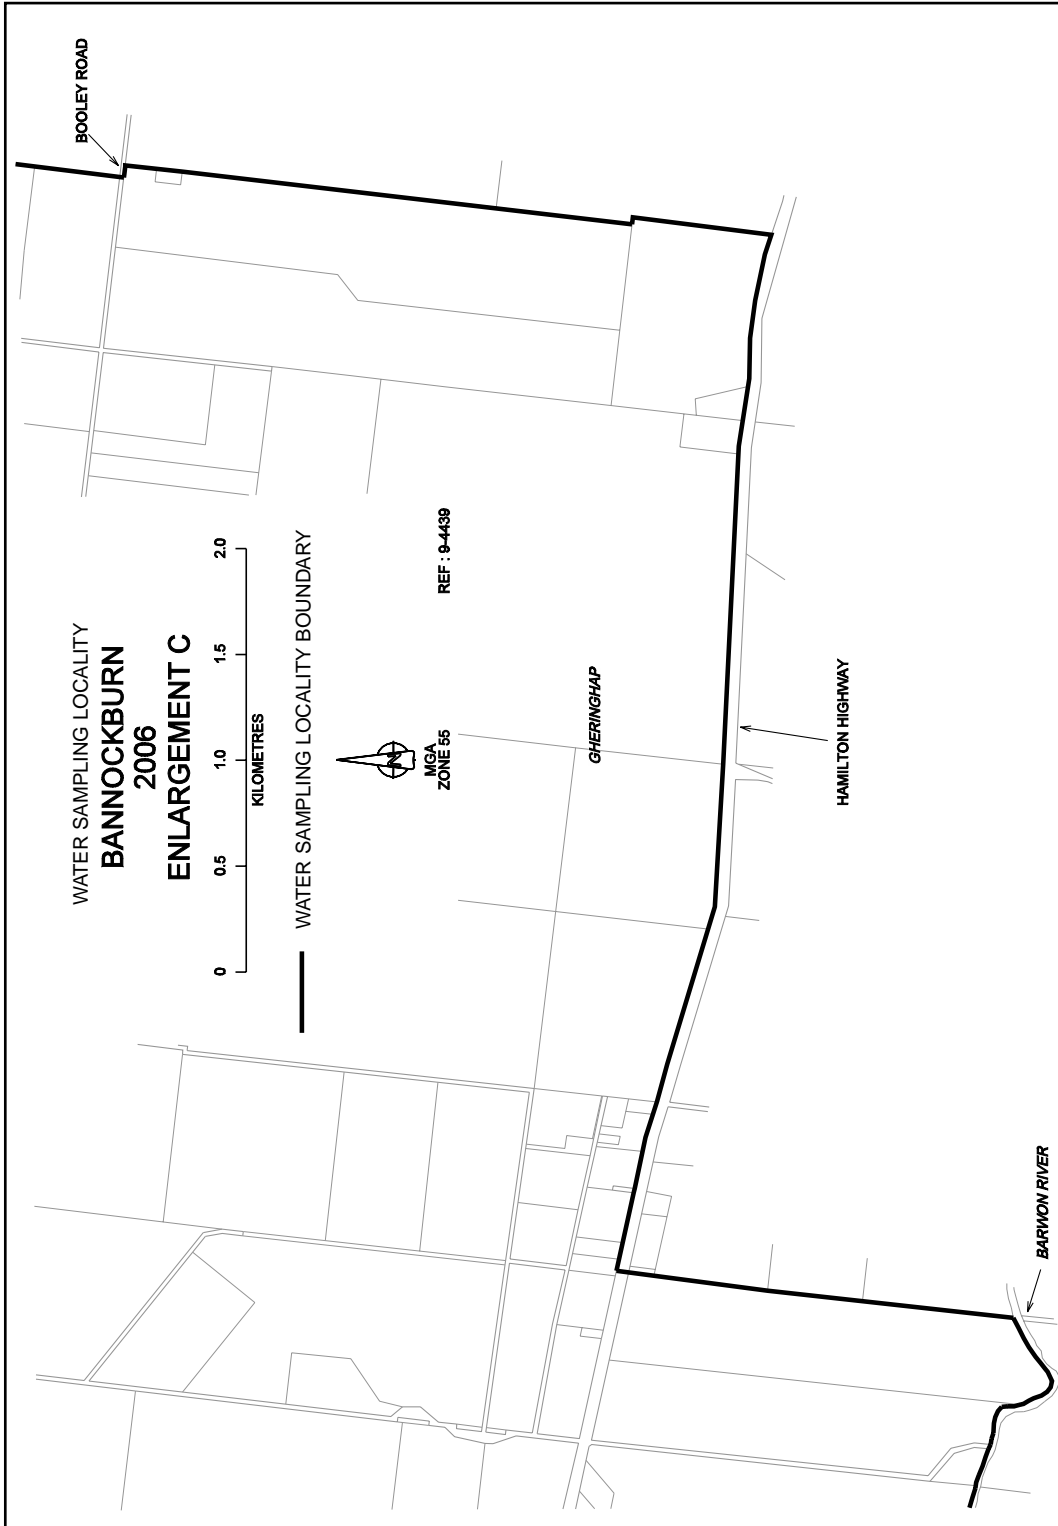 WATER SAMPLING LOCALITY
BANNOCKBURN
2006
ENLARGEMENT C
0
0.5
1.0
1.5
2.0
KILOMETRES
WATER SAMPLING LOCALITY BOUNDARY
N
MGA
ZONE 55
REF : 9-4439
BOOLEY ROAD
GHERINGHAP
HAMILTON HIGHWAY
BARWON RIVER